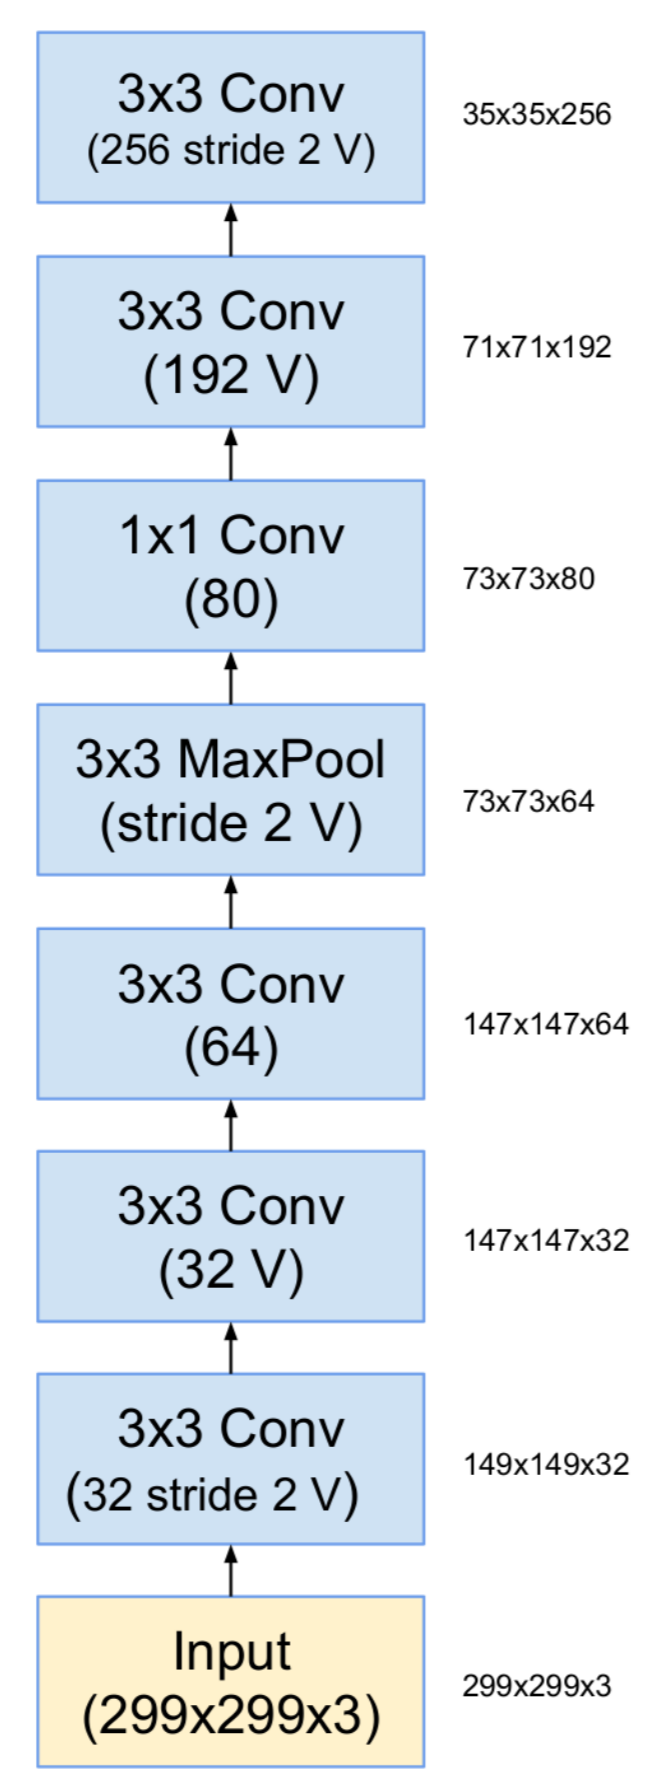 3x3 Conv
(256 stride 2 V)
35x35x256
3x3 Conv
(192 V)
71x71x192
1x1 Conv
(80)
73x73x80
3x3 MaxPool
(stride 2 V)
73x73x64
3x3 Conv
(64)
147x147x64
3x3 Conv
(32 V)
147x147x32
3x3 Conv
(32 stride 2 V)
149x149x32
Input
(299x299x3)
299x299x3